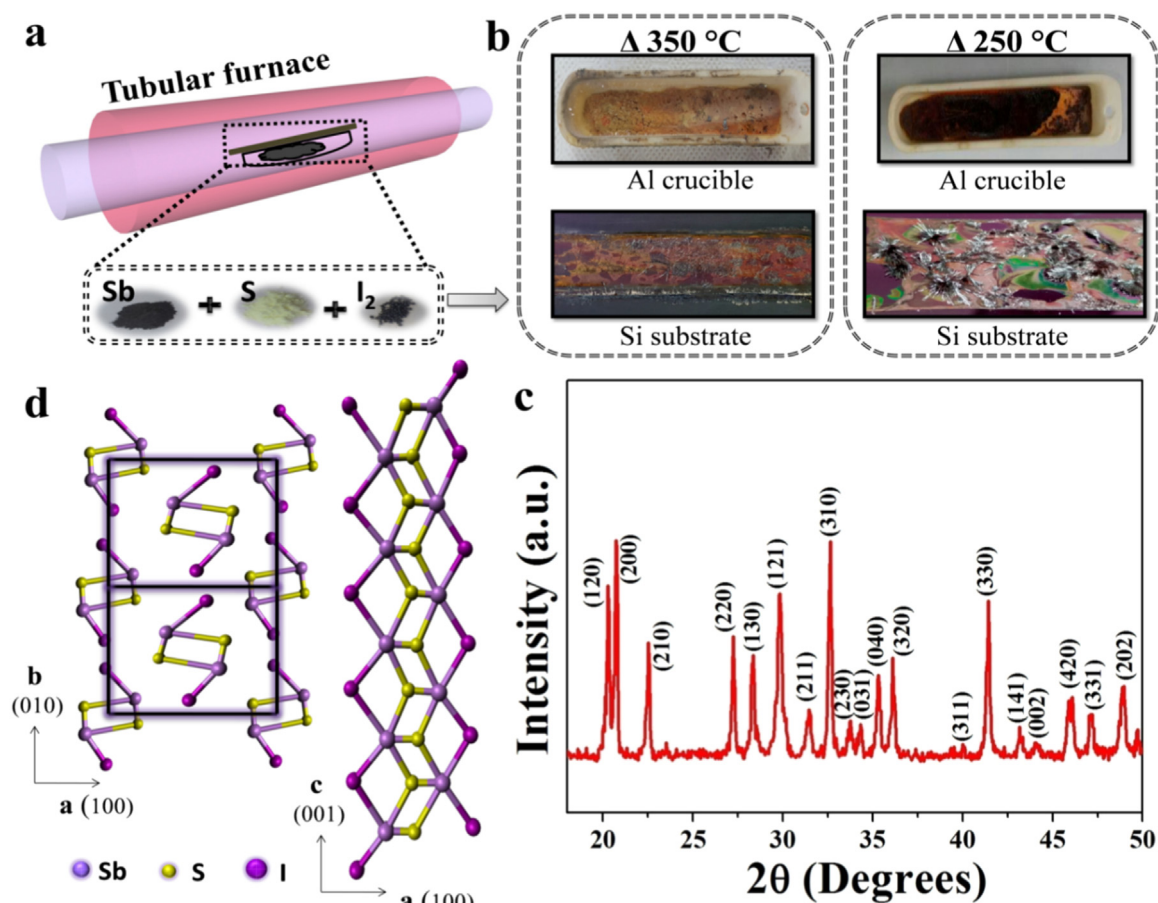 a
Tubular furnace
Sb + S + I2
b
Δ 350 °C
Al crucible
Si substrate
Δ 250 °C
Al crucible
Si substrate
d
b
(010)
a (100)
c
(001)
a (100)
Sb S I
c
Intensity (a.u.)
(120)
(200)
(210)
(220)
(130)
(121)
(211)
(310)
(230)
(031)
(040)
(320)
(311)
(330)
(141)
(002)
(420)
(331)
(202)
20 25 30 35 40 45 50
2θ (Degrees)